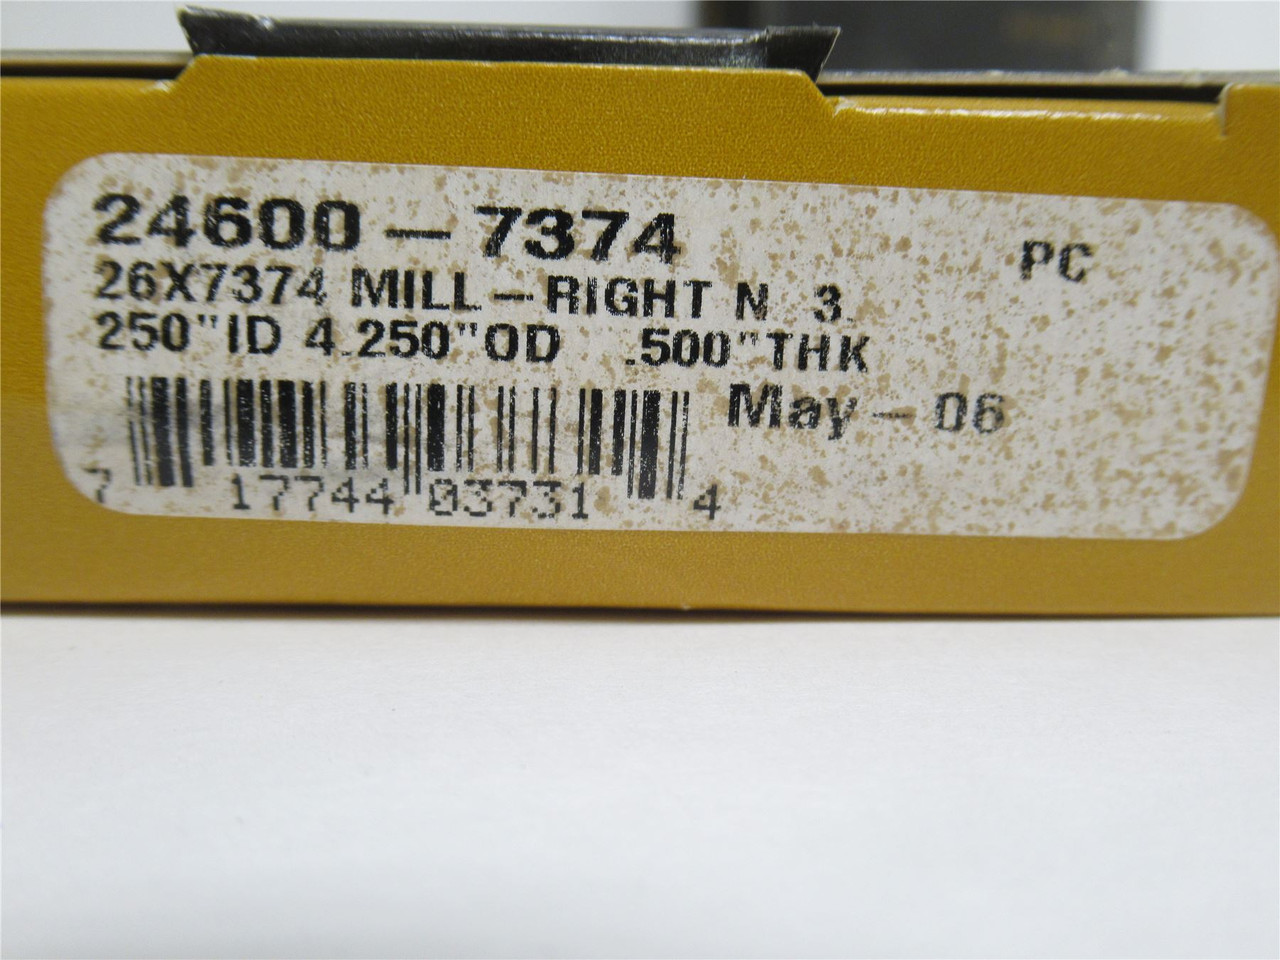 24600-7374
PC
26X7374 MILL-RIGHT N 3.
250"ID 4.250"OD .500"THK
May-06
7 17744 03731 4